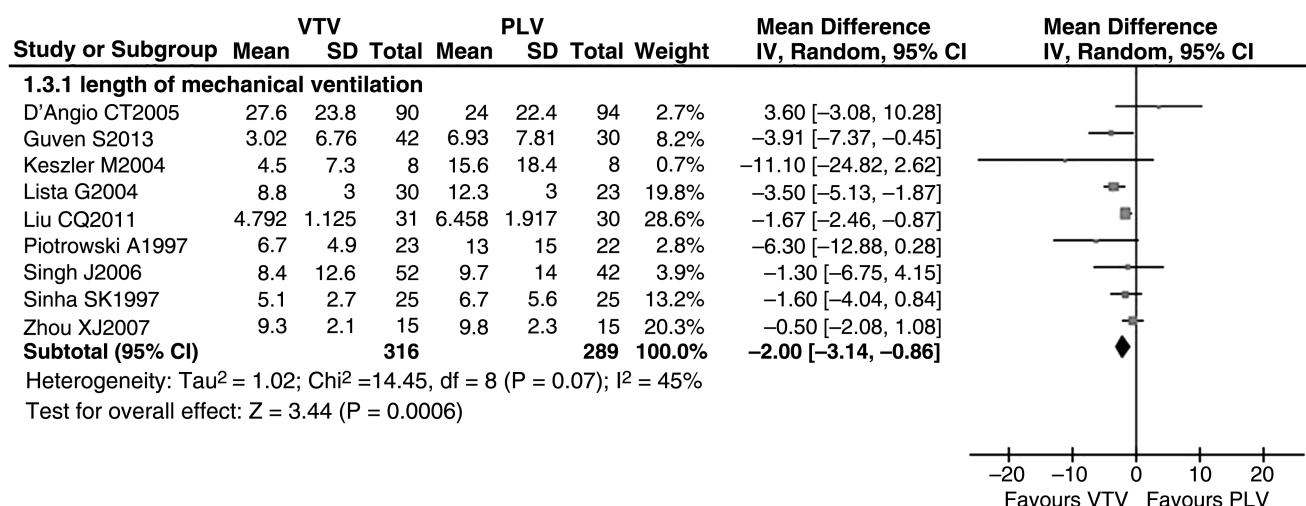 VTV PLV Mean Difference Mean Difference
Study or Subgroup Mean SD Total Mean SD Total Weight IV, Random, 95% CI IV, Random, 95% CI
1.3.1 length of mechanical ventilation
D'Angio CT2005 27.6 23.8 90 24 22.4 94 2.7% 3.60 [–3.08, 10.28]
Guven S2013 3.02 6.76 42 6.93 7.81 30 8.2% –3.91 [–7.37, –0.45]
Keszler M2004 4.5 7.3 8 15.6 18.4 8 0.7% –11.10 [–24.82, 2.62]
Lista G2004 8.8 3 30 12.3 3 23 19.8% –3.50 [–5.13, –1.87]
Liu CQ2011 4.792 1.125 31 6.458 1.917 30 28.6% –1.67 [–2.46, –0.87]
Piotrowski A1997 6.7 4.9 23 13 15 22 2.8% –6.30 [–12.88, 0.28]
Singh J2006 8.4 12.6 52 9.7 14 42 3.9% –1.30 [–6.75, 4.15]
Sinha SK1997 5.1 2.7 25 6.7 5.6 25 13.2% –1.60 [–4.04, 0.84]
Zhou XJ2007 9.3 2.1 15 9.8 2.3 15 20.3% –0.50 [–2.08, 1.08]
Subtotal (95% CI) 316 289 100.0% –2.00 [–3.14, –0.86]
Heterogeneity: Tau² = 1.02; Chi² =14.45, df = 8 (P = 0.07); I² = 45%
Test for overall effect: Z = 3.44 (P = 0.0006)
–20 –10 0 10 20
Favours VTV Favours PLV